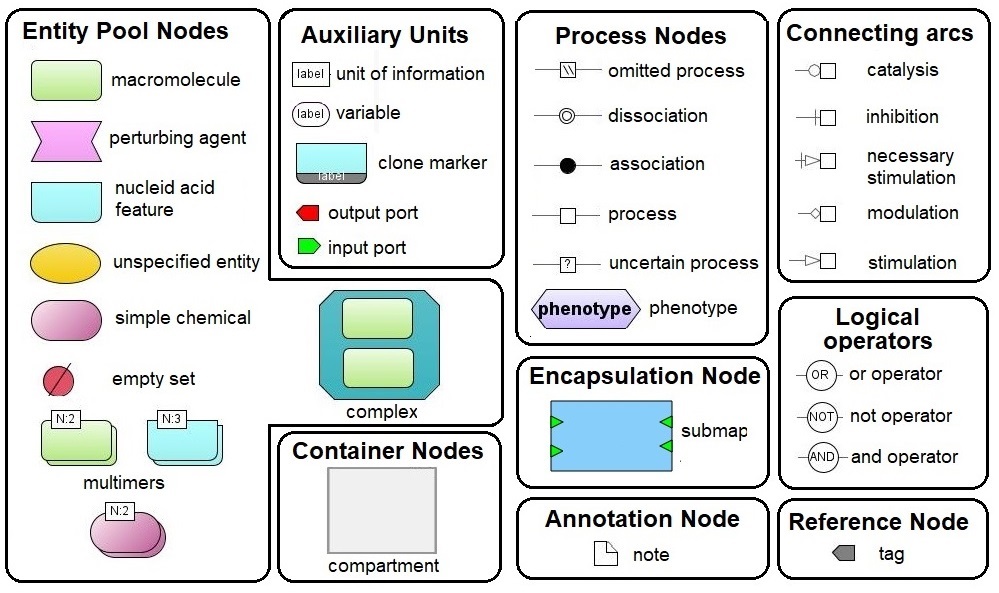 Entity Pool Nodes
macromolecule
perturbing agent
nucleid acid
feature
unspecified entity
simple chemical
empty set
N:2
N:3
multimers
N:2
Auxiliary Units
label
unit of information
label
variable
label
clone marker
output port
input port
complex
Container Nodes
compartment
Process Nodes
omitted process
dissociation
association
process
?
uncertain process
phenotype
phenotype
Encapsulation Node
submap
Annotation Node
note
Connecting arcs
catalysis
inhibition
necessary
stimulation
modulation
stimulation
Logical
operators
OR
or operator
NOT
not operator
AND
and operator
Reference Node
tag